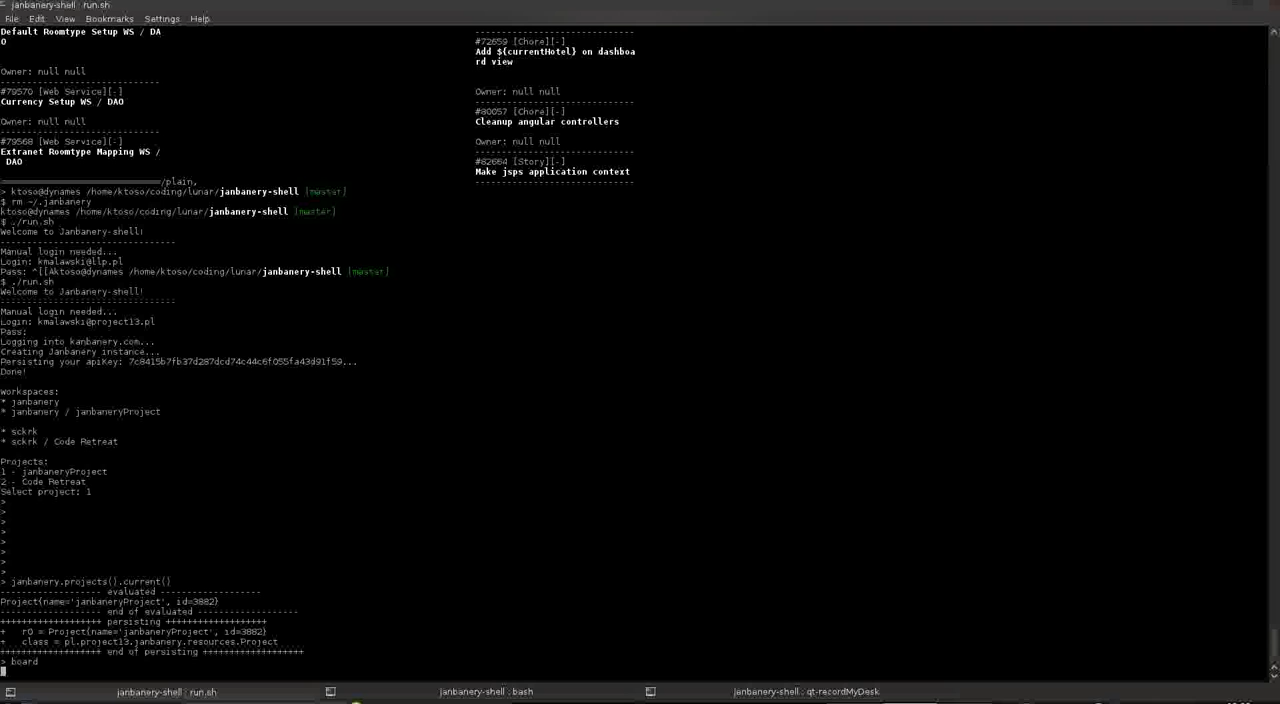 janbanery-shell : run.sh
File Edit View Bookmarks Settings Help
Default Roomtype Setup WS / DA
O
Owner: null null
------------------------------
#79570 [Web Service][-]
Currency Setup WS / DAO
Owner: null null
------------------------------
#79568 [Web Service][-]
Extranet Roomtype Mapping WS /
DAO
------------------------------
#72659 [Chore][-]
Add ${currentHotel} on dashboa
rd view
Owner: null null
------------------------------
#80057 [Chore][-]
Cleanup angular controllers
Owner: null null
------------------------------
#82664 [Story][-]
Make jsps application context
------------------------------
==============================/plain,
> ktoso@dynames /home/ktoso/coding/lunar/janbanery-shell [master]
$ rm ~/.janbanery
ktoso@dynames /home/ktoso/coding/lunar/janbanery-shell [master]
$ ./run.sh
Welcome to Janbanery-shell!
---------------------------------
Manual login needed...
Login: kmalawski@llp.pl
Pass: ^[[Aktoso@dynames /home/ktoso/coding/lunar/janbanery-shell [master]
$ ./run.sh
Welcome to Janbanery-shell!
---------------------------------
Manual login needed...
Login: kmalawski@project13.pl
Pass:
Logging into kanbanery.com...
Creating Janbanery instance...
Persisting your apiKey: 7c8415b7fb37d287dcd74c44c6f055fa43d91f59...
Done!
Workspaces:
* janbanery
* janbanery / janbaneryProject
* sckrk
* sckrk / Code Retreat
Projects:
1 - janbaneryProject
2 - Code Retreat
Select project: 1
>
>
>
>
>
>
>
>
> janbanery.projects().current()
------------------- evaluated -------------------
Project{name='janbaneryProject', id=3882}
------------------- end of evaluated -------------------
+++++++++++++++++++ persisting +++++++++++++++++++
+ r0 = Project{name='janbaneryProject', id=3882}
+ class = pl.project13.janbanery.resources.Project
+++++++++++++++++++ end of persisting +++++++++++++++++++
> board
janbanery-shell : run.sh
janbanery-shell : bash
janbanery-shell : qt-recordMyDesk